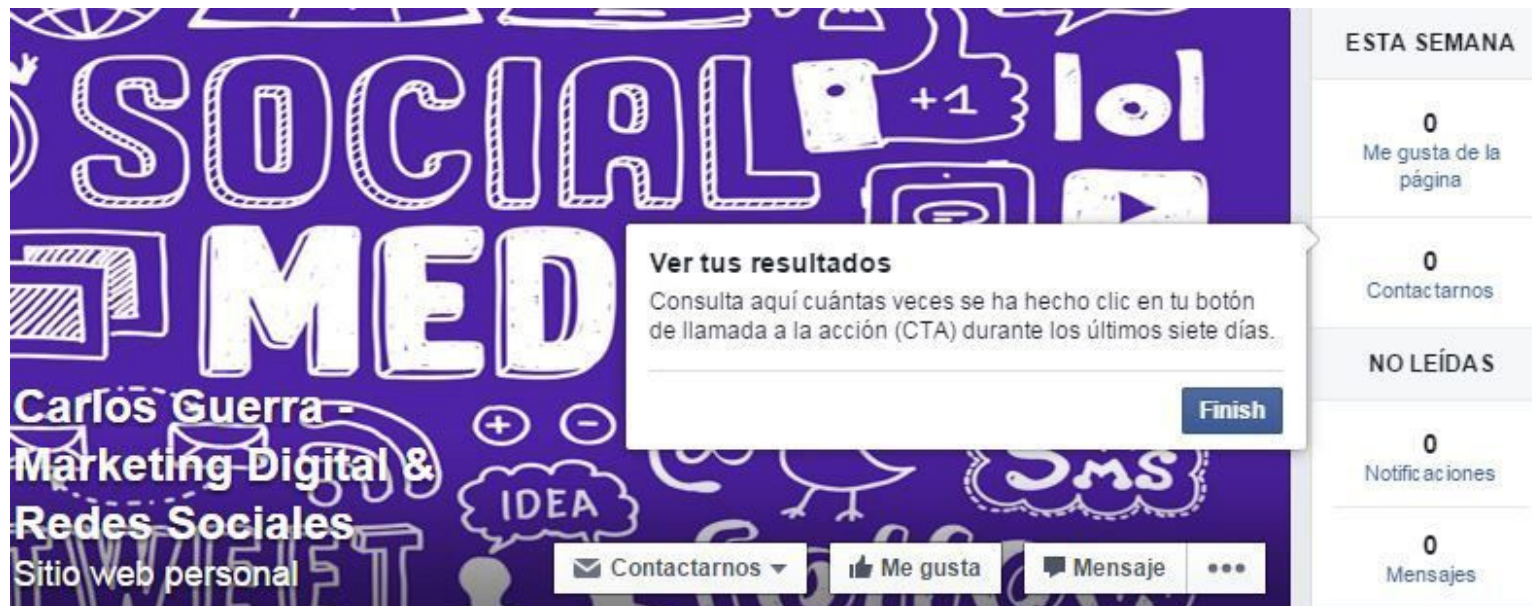 SOCIAL
+1
MED
Ver tus resultados
Consulta aquí cuántas veces se ha hecho clic en tu botón
de llamada a la acción (CTA) durante los últimos siete días.
Finish
Carlos Guerra -
Marketing Digital &
Redes Sociales
Sitio web personal
IDEA
SMS
TWEET
Contactarnos
Me gusta
Mensaje
ESTA SEMANA
0
Me gusta de la
página
0
Contactarnos
NO LEÍDAS
0
Notificaciones
0
Mensajes